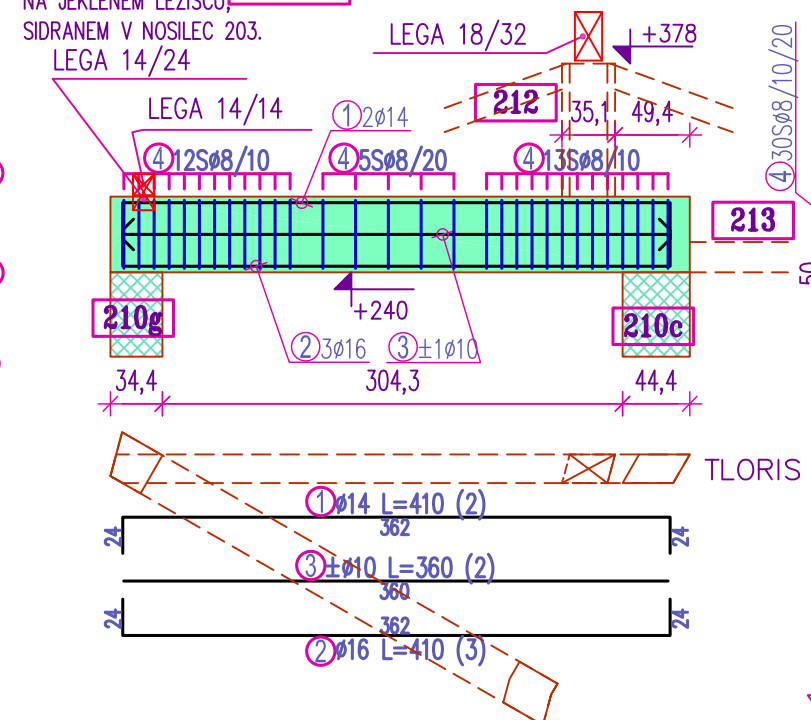 NA JEKLENEM LEŽIŠČU,
SIDRANEM V NOSILEC 203.
LEGA 14/24
LEGA 18/32
+378
LEGA 14/14
1 2ø14
212
35,1
49,4
4 30Sø8/10/20
4 12Sø8/10
4 5Sø8/20
4 13Sø8/10
213
50
+240
210g
210c
2 3ø16
3 ±1ø10
34,4
304,3
44,4
TLORIS
1 ø14 L=410 (2)
24
362
24
3 ±ø10 L=360 (2)
360
24
362
24
2 ø16 L=410 (3)